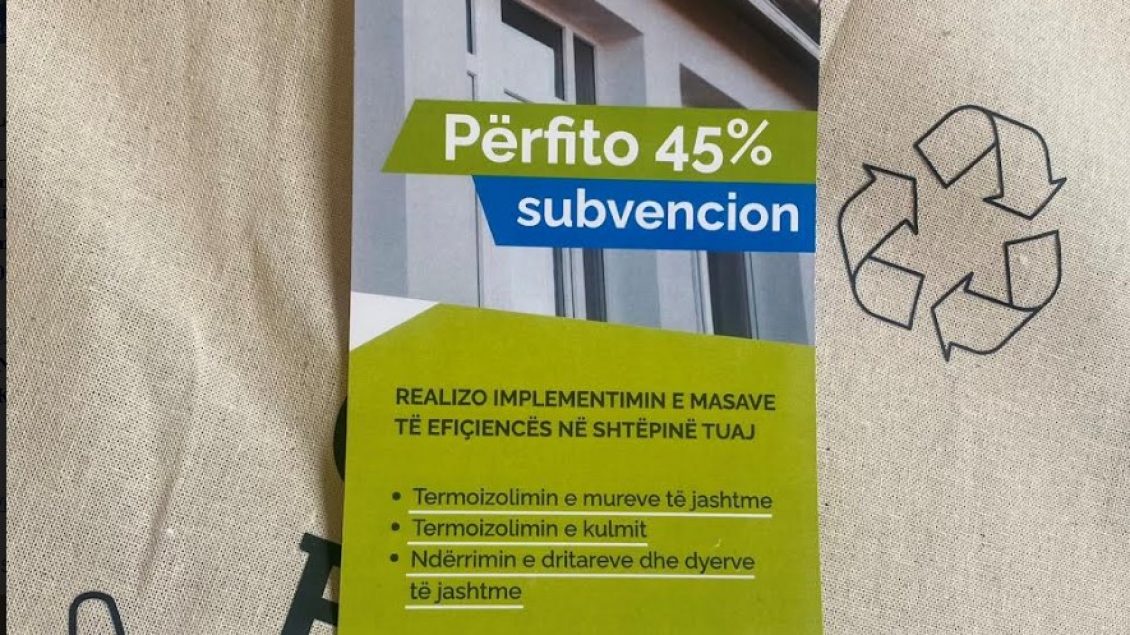 Përfito 45%
subvencion
REALIZO IMPLEMENTIMIN E MASAVE
TË EFIÇIENCËS NË SHTËPINË TUAJ
• Termoizolimin e mureve të jashtme
• Termoizolimin e kulmit
• Ndërrimin e dritareve dhe dyerve
të jashtme